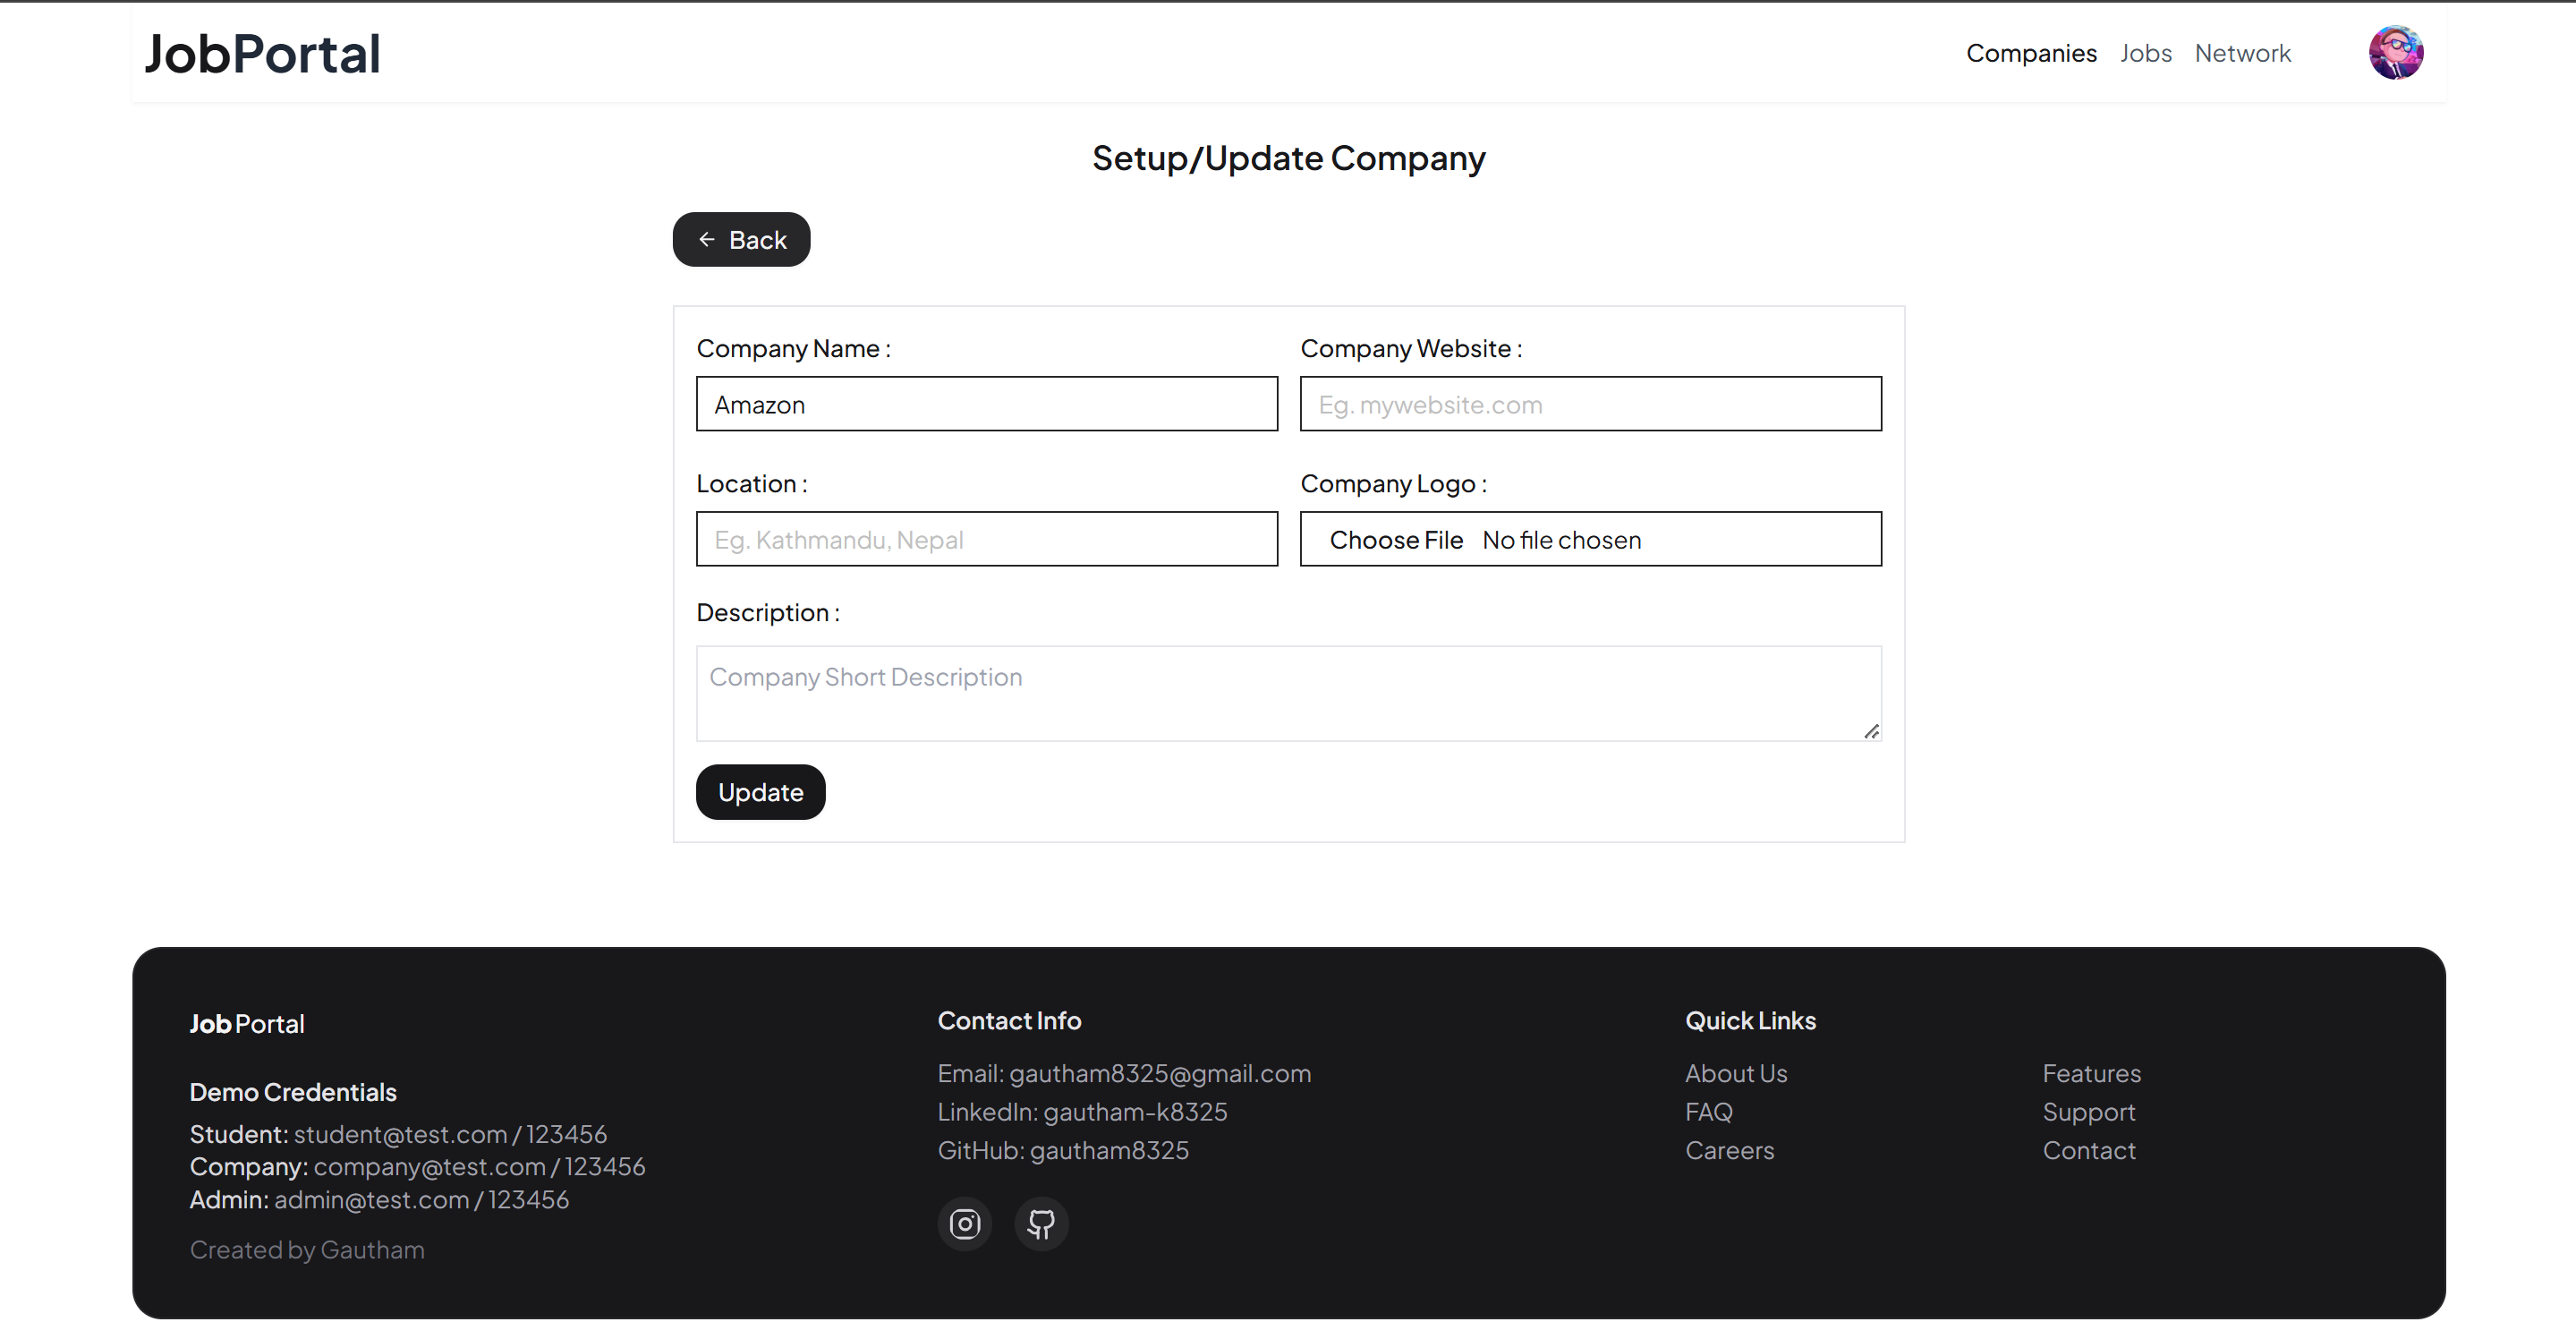 JobPortal
Companies Jobs Network
Setup/Update Company
Back
Company Name :
Company Website :
Amazon
Eg. mywebsite.com
Location :
Company Logo :
Eg. Kathmandu, Nepal
Choose File No file chosen
Description :
Company Short Description
Update
JobPortal
Demo Credentials
Student: student@test.com / 123456
Company: company@test.com / 123456
Admin: admin@test.com / 123456
Created by Gautham
Contact Info
Email: gautham8325@gmail.com
LinkedIn: gautham-k8325
GitHub: gautham8325
Quick Links
About Us
FAQ
Careers
Features
Support
Contact